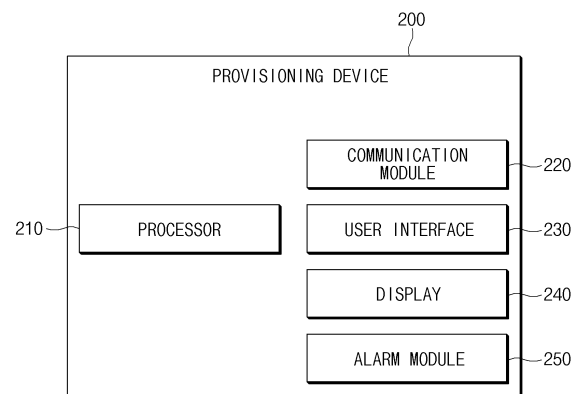 200
PROVISIONING DEVICE
COMMUNICATION
MODULE
220
210
PROCESSOR
USER INTERFACE
230
DISPLAY
240
ALARM MODULE
250